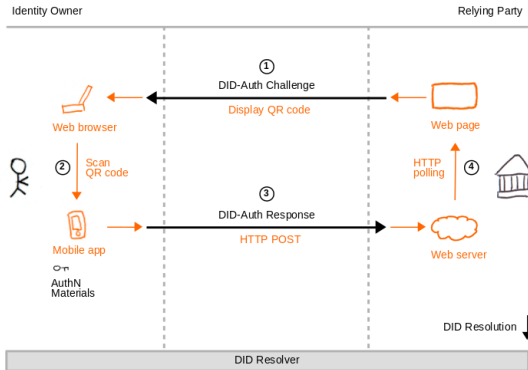 Identity Owner
Relying Party
1
DID-Auth Challenge
Display QR code
Web browser
Web page
2
Scan
QR code
3
DID-Auth Response
HTTP POST
HTTP
polling
4
Mobile app
Web server
AuthN
Materials
DID Resolution
DID Resolver